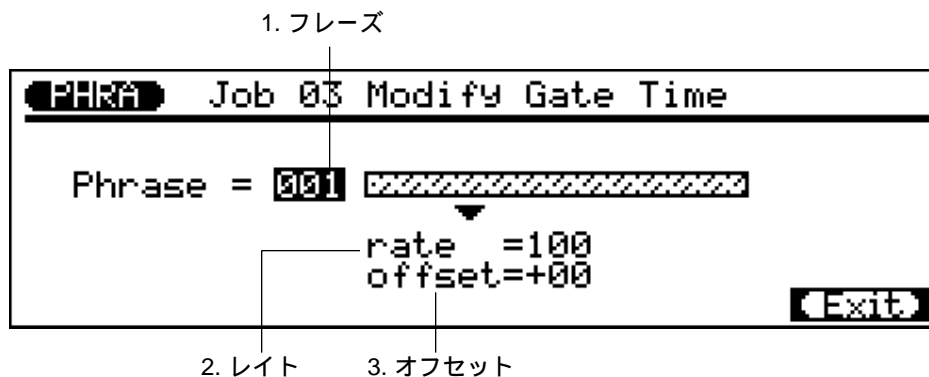 1. フレーズ
PHRA Job 03 Modify Gate Time
Phrase = 001
rate =100
offset=+00
Exit
2. レイト 3. オフセット